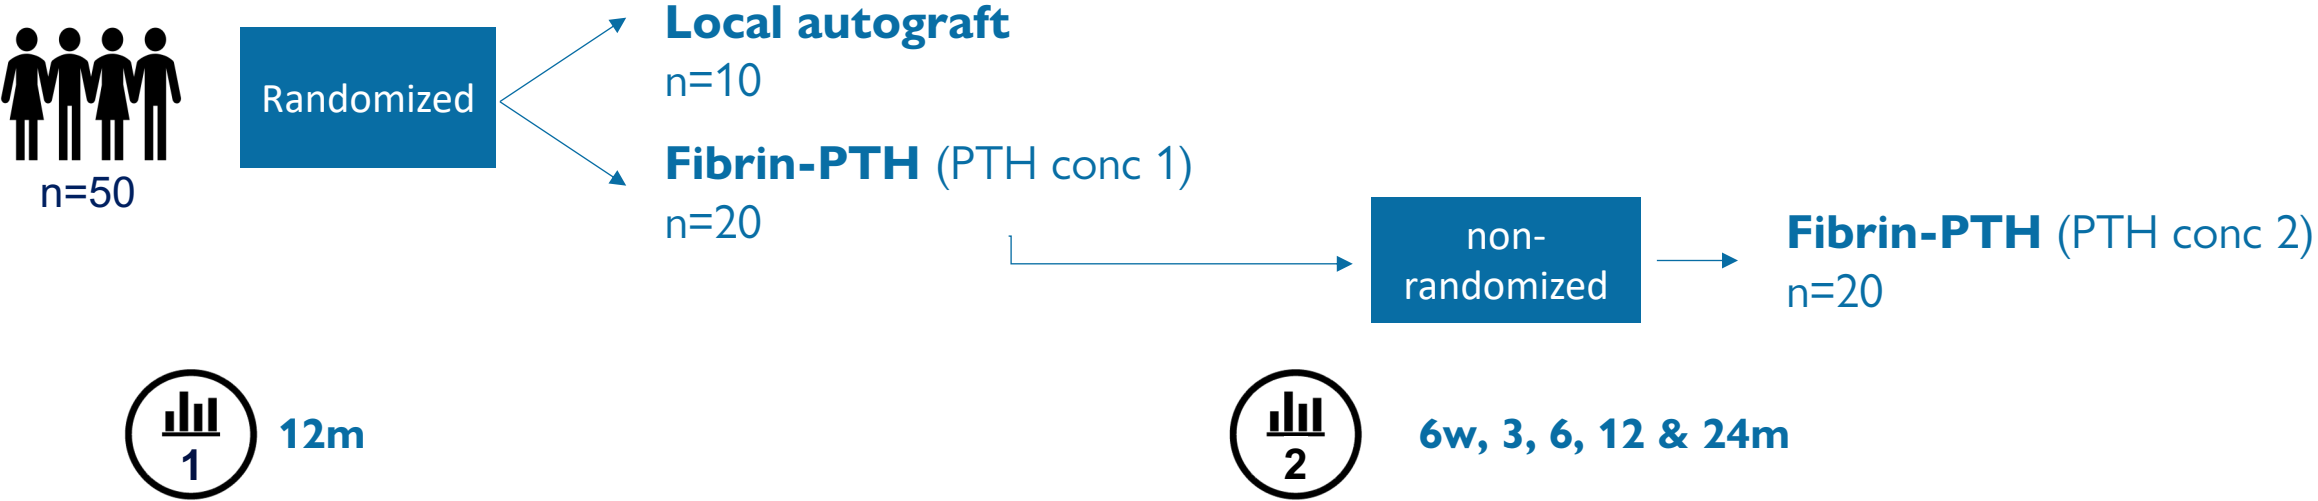 n=50
Randomized
Local autograft
n=10
Fibrin-PTH (PTH conc 1)
n=20
non-
randomized
Fibrin-PTH (PTH conc 2)
n=20
1
12m
2
6w, 3, 6, 12 & 24m